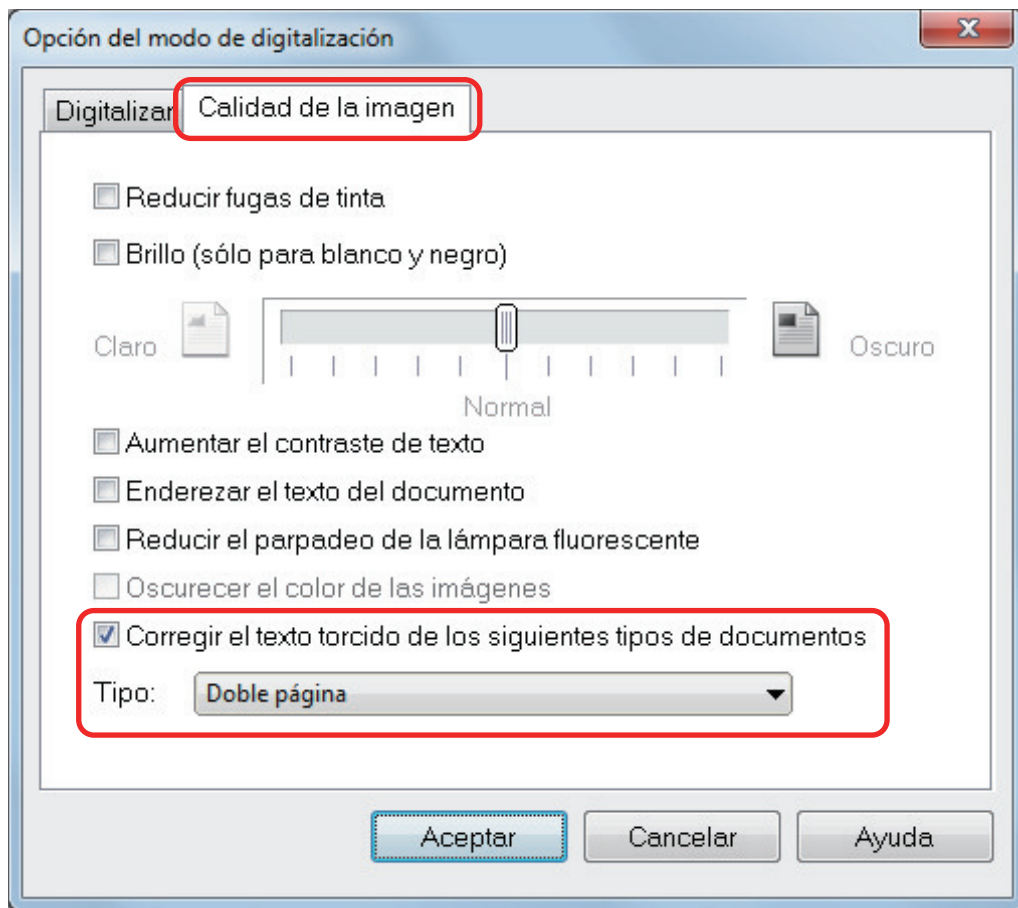 Opción del modo de digitalización
Digitalizar
Calidad de la imagen
Reducir fugas de tinta
Brillo (sólo para blanco y negro)
Claro
Oscuro
Normal
Aumentar el contraste de texto
Enderezar el texto del documento
Reducir el parpadeo de la lámpara fluorescente
Oscurecer el color de las imágenes
Corregir el texto torcido de los siguientes tipos de documentos
Tipo: Doble página
Aceptar Cancelar Ayuda